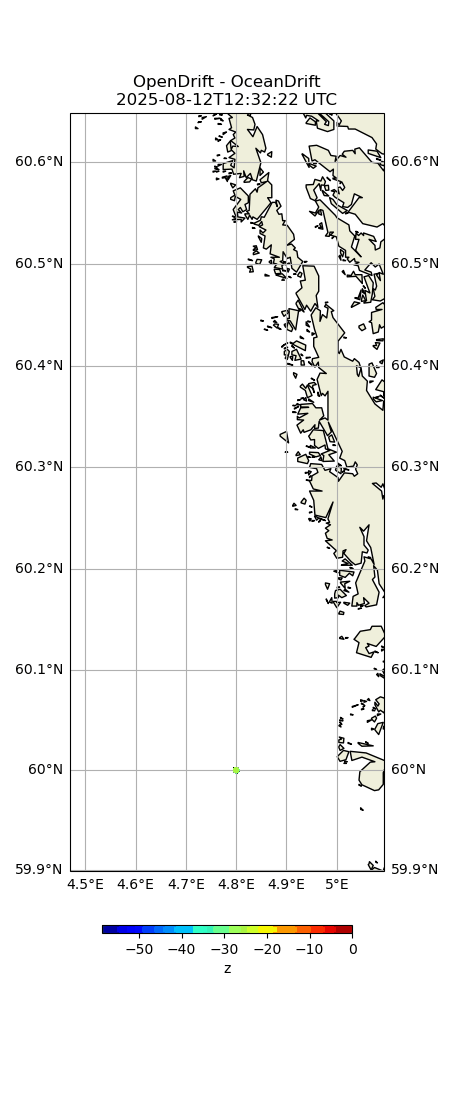 OpenDrift - OceanDrift
2025-08-12T12:32:22 UTC
60.6°N 60.6°N
60.5°N 60.5°N
60.4°N 60.4°N
60.3°N 60.3°N
60.2°N 60.2°N
60.1°N 60.1°N
60°N 60°N
59.9°N 59.9°N
4.5°E 4.6°E 4.7°E 4.8°E 4.9°E 5°E
−50 −40 −30 −20 −10 0
z